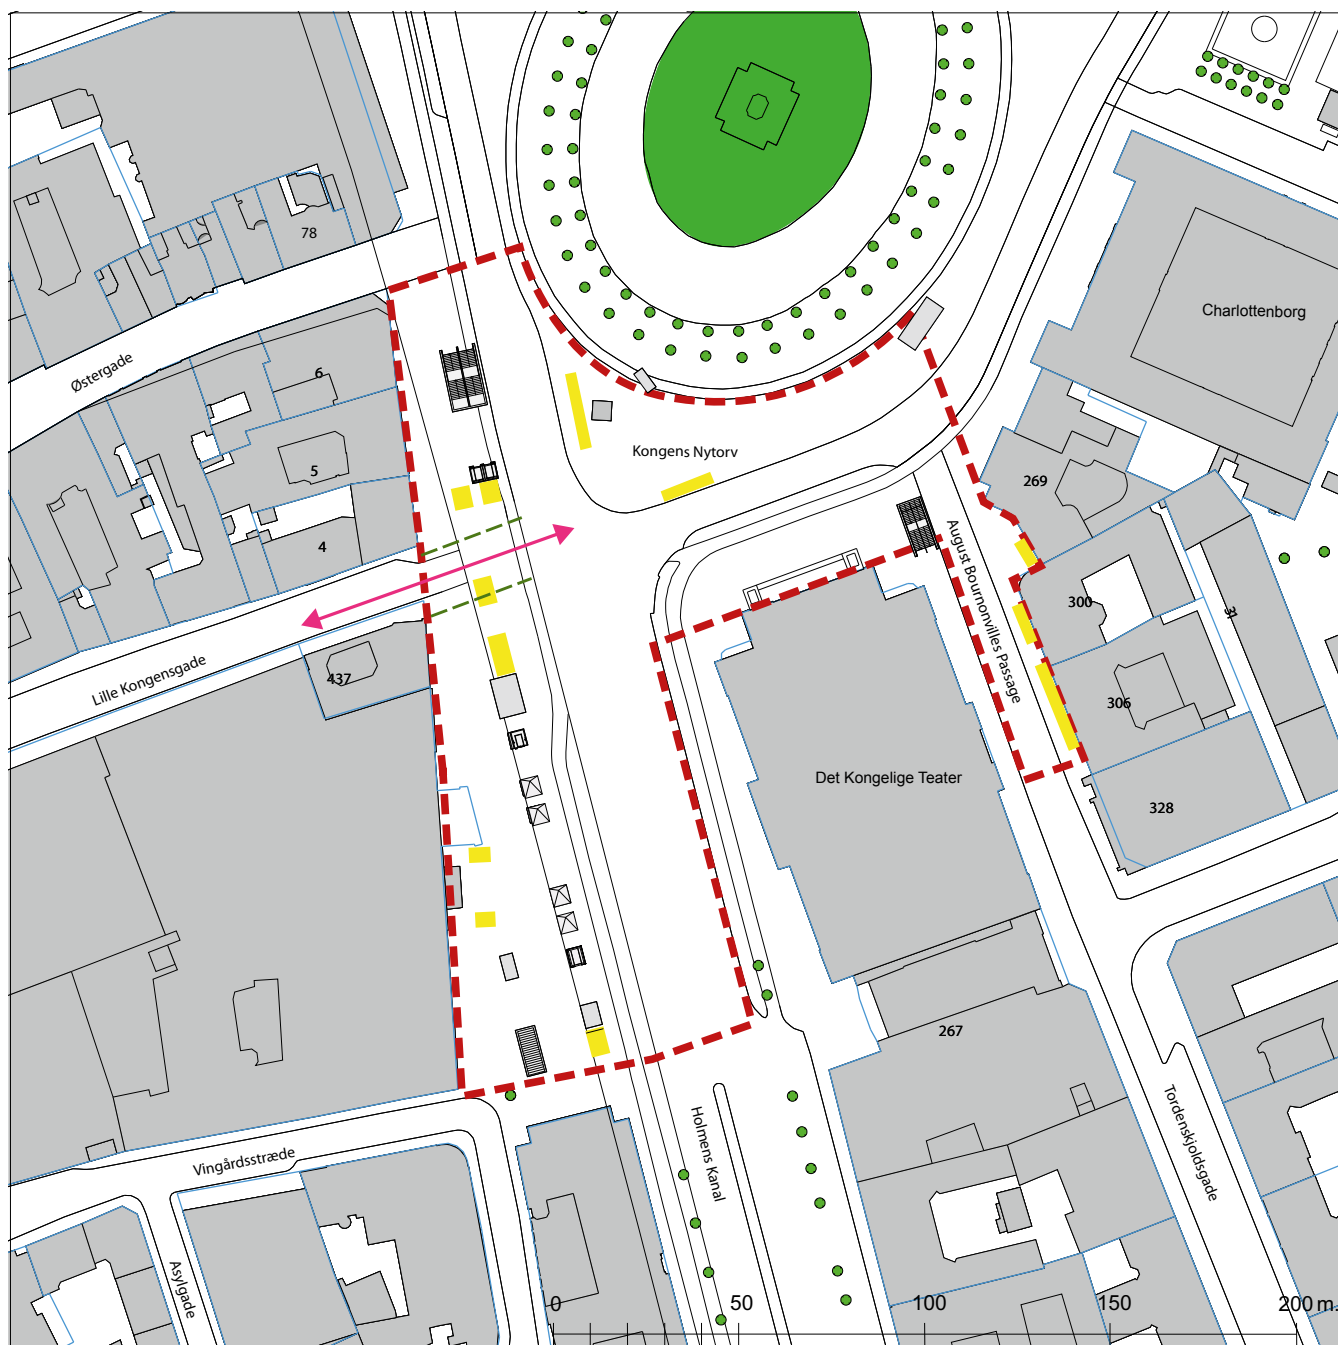 78
Charlottenborg
Østergade
6
Kongens Nytorv
5
269
4
August Bournonvilles Passage
300
31
Lille Kongensgade
437
306
Det Kongelige Teater
328
267
Holmens Kanal
Tordenskjoldsgade
Vingårdsstræde
Asylgade
0 50 100 150 200 m.